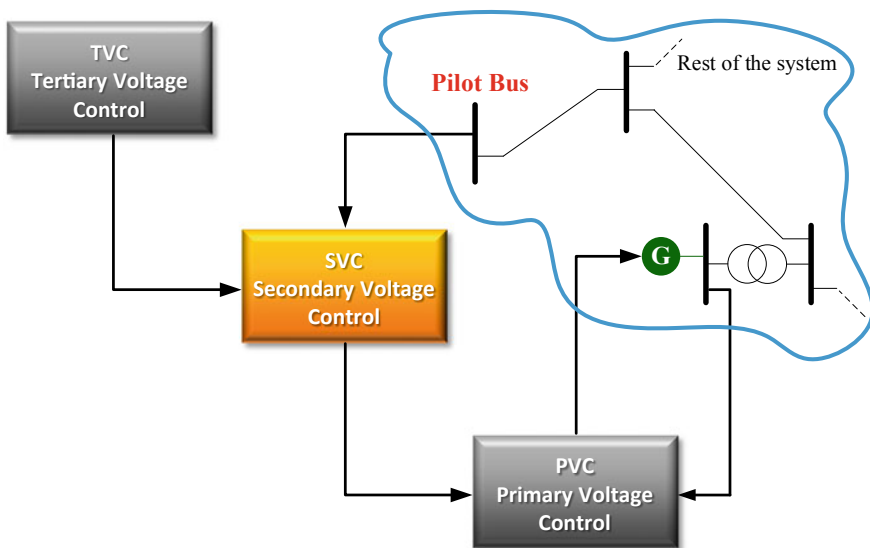 TVC
Tertiary Voltage
Control
Pilot Bus
Rest of the system
SVC
Secondary Voltage
Control
G
PVC
Primary Voltage
Control